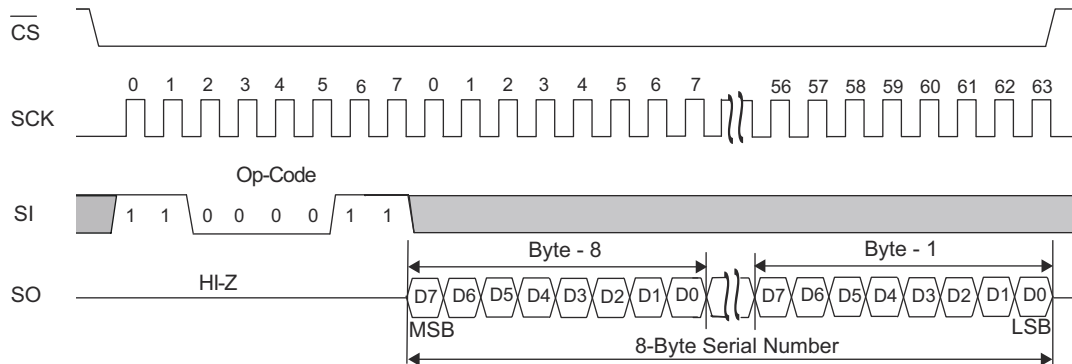 CS
0 1 2 3 4 5 6 7 0 1 2 3 4 5 6 7 56 57 58 59 60 61 62 63
SCK
Op-Code
SI 1 1 0 0 0 0 1 1
Byte - 8 Byte - 1
HI-Z
SO D7 D6 D5 D4 D3 D2 D1 D0 D7 D6 D5 D4 D3 D2 D1 D0
MSB LSB
8-Byte Serial Number